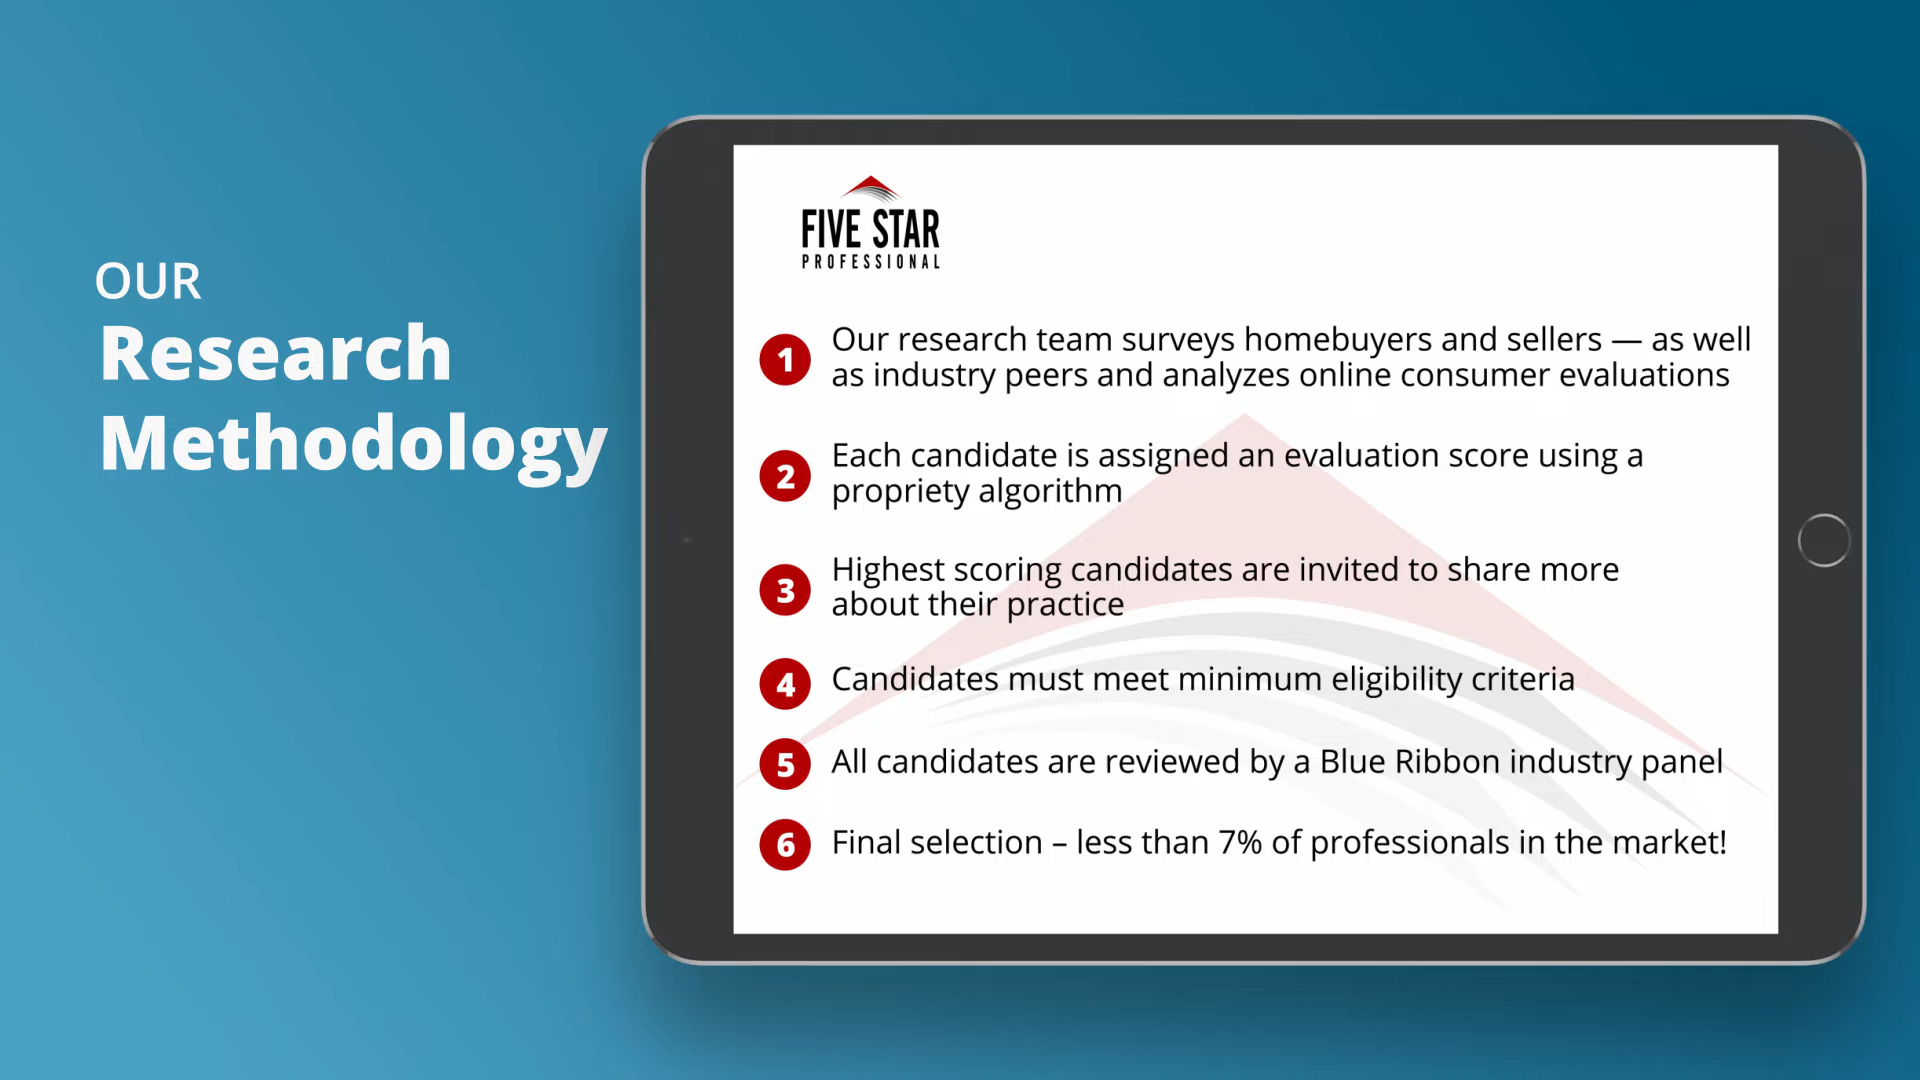 OUR
Research
Methodology
FIVE STAR
PROFESSIONAL
1 Our research team surveys homebuyers and sellers — as well
as industry peers and analyzes online consumer evaluations
2 Each candidate is assigned an evaluation score using a
propriety algorithm
3 Highest scoring candidates are invited to share more
about their practice
4 Candidates must meet minimum eligibility criteria
5 All candidates are reviewed by a Blue Ribbon industry panel
6 Final selection – less than 7% of professionals in the market!